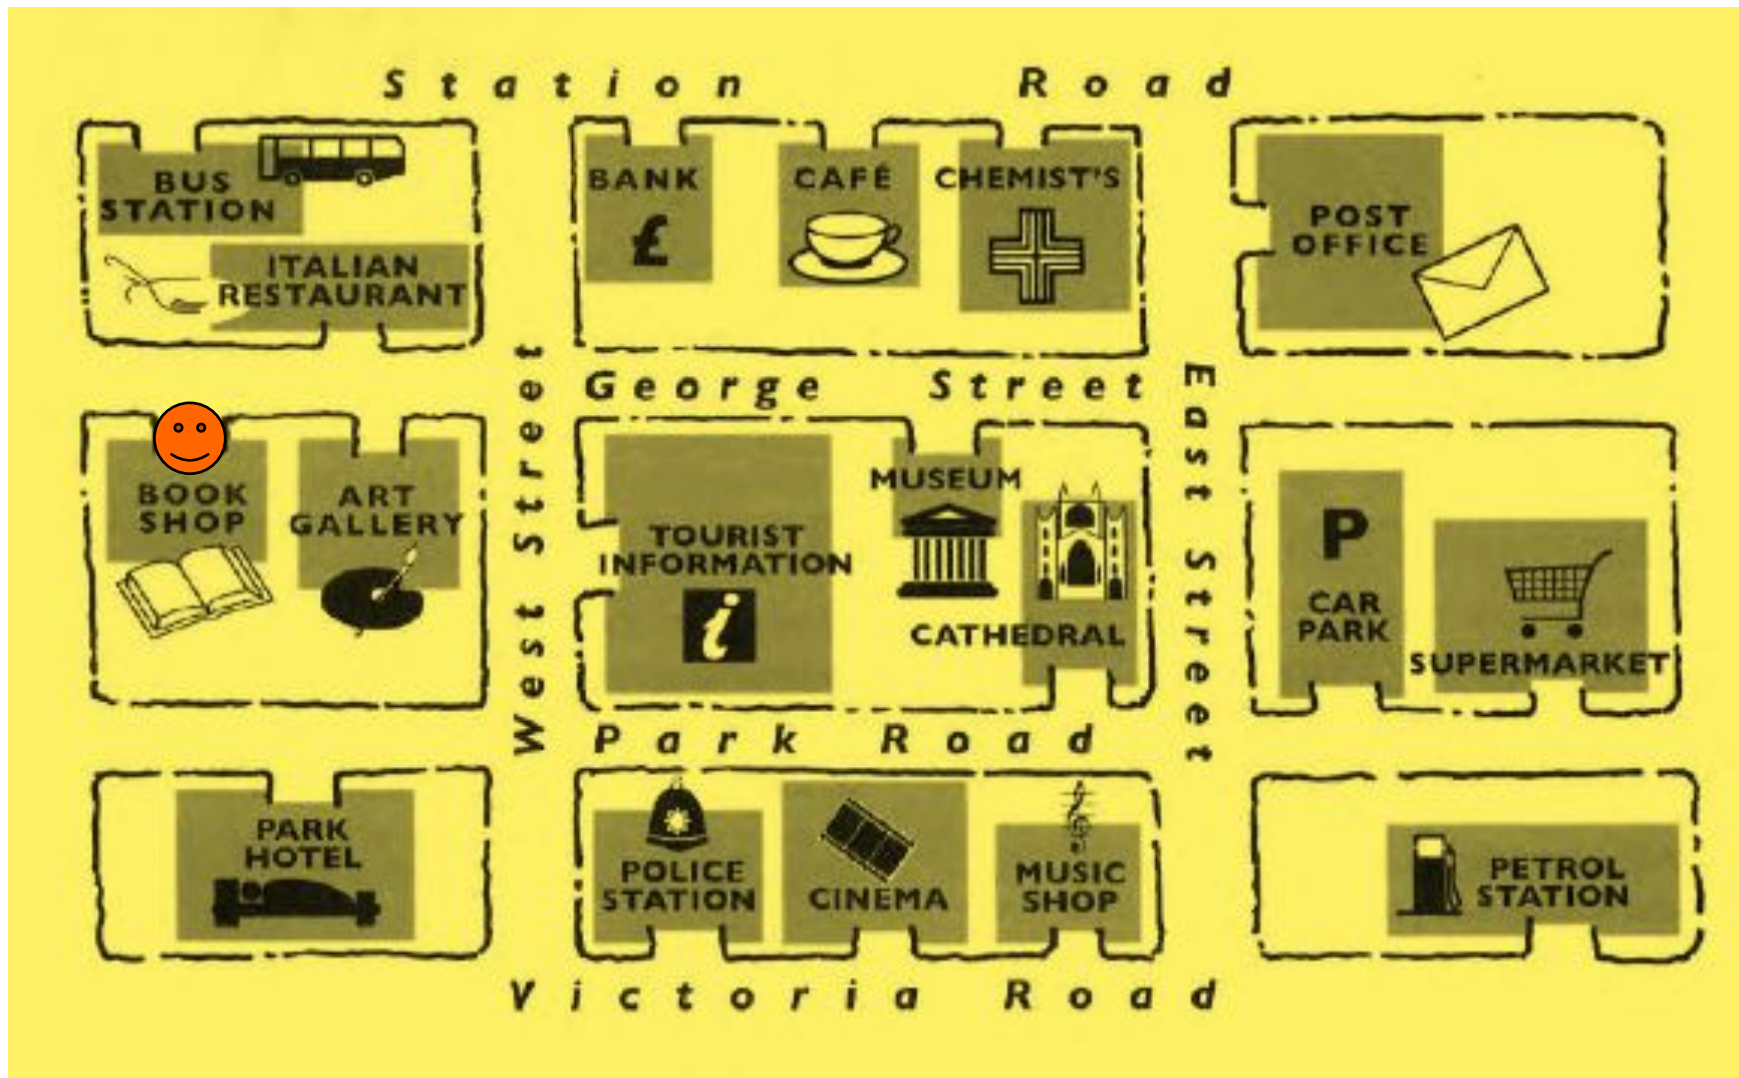 Station Road
BUS
STATION
ITALIAN
RESTAURANT
BANK
£
CAFÉ
CHEMIST'S
POST
OFFICE
West Street
George Street
East Street
BOOK
SHOP
ART
GALLERY
TOURIST
INFORMATION
i
MUSEUM
CATHEDRAL
P
CAR
PARK
SUPERMARKET
Park Road
PARK
HOTEL
POLICE
STATION
CINEMA
MUSIC
SHOP
PETROL
STATION
Victoria Road